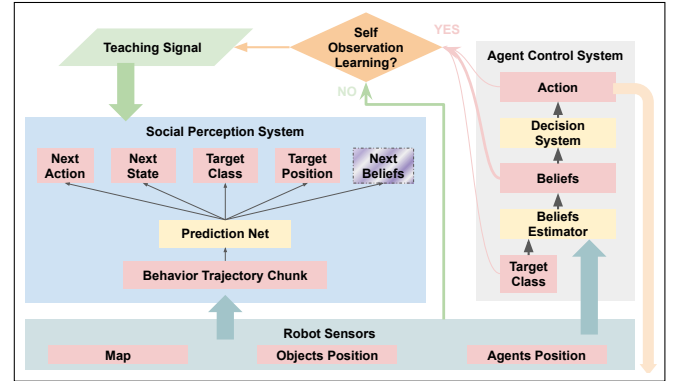 Teaching Signal
Self
Observation
Learning?
YES
NO
Agent Control System
Action
Decision
System
Beliefs
Beliefs
Estimator
Target
Class
Social Perception System
Next
Action
Next
State
Target
Class
Target
Position
Next
Beliefs
Prediction Net
Behavior Trajectory Chunk
Robot Sensors
Map
Objects Position
Agents Position